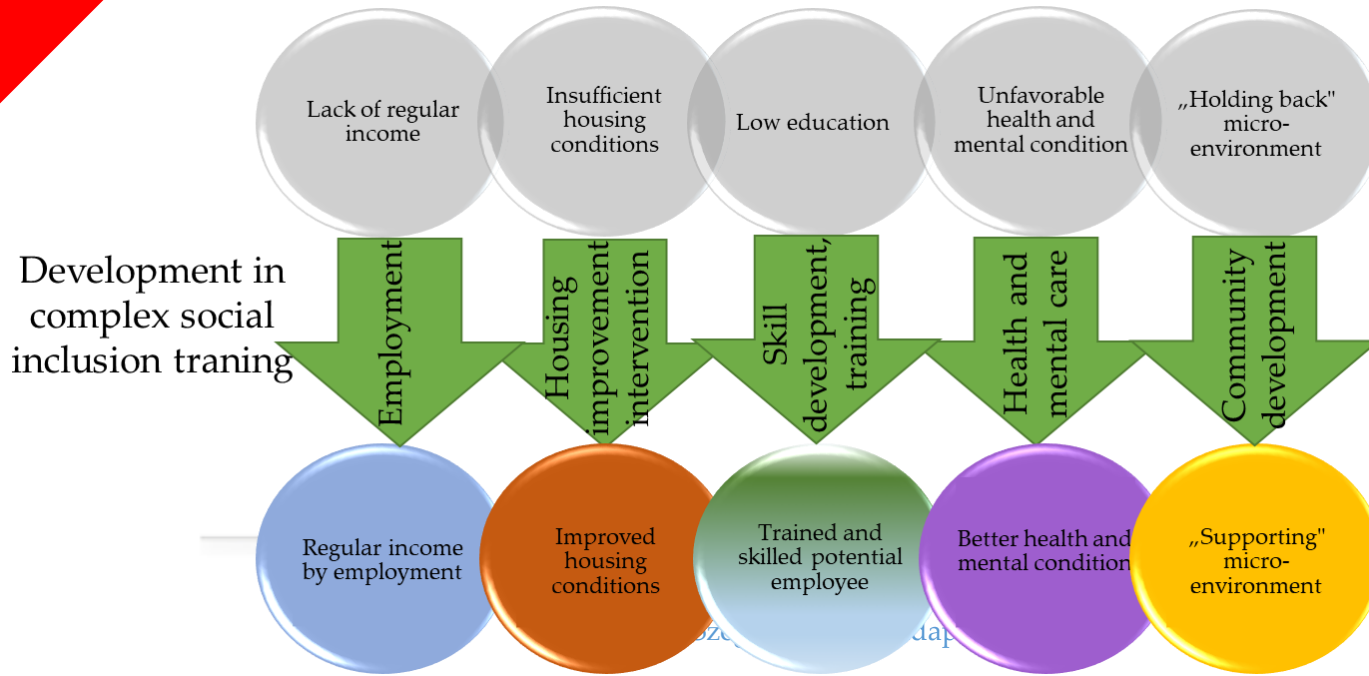 Lack of regular
income
Insufficient
housing
conditions
Low education
Unfavorable
health and
mental condition
„Holding back"
micro-
environment
Development in
complex social
inclusion traning
Employment
Housing
improvement
intervention
Skill
development,
training
Health and
mental care
Community
development
Regular income
by employment
Improved
housing
conditions
Trained and
skilled potential
employee
Better health and
mental condition
„Supporting"
micro-
environment